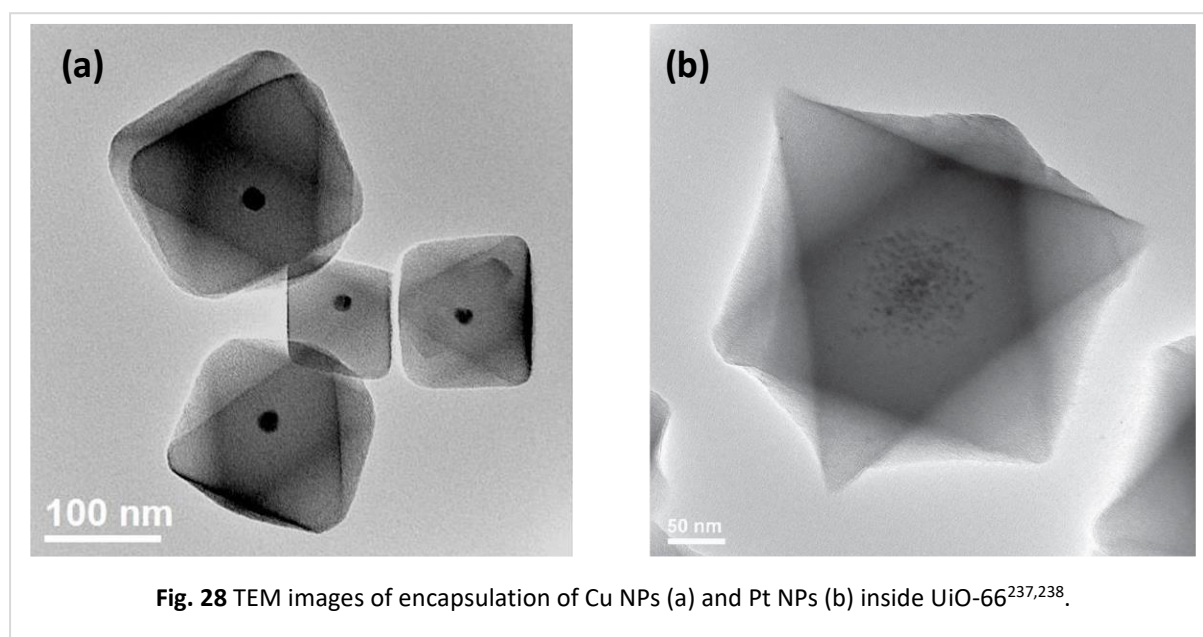 (a)
(b)
100 nm
50 nm
Fig. 28 TEM images of encapsulation of Cu NPs (a) and Pt NPs (b) inside UiO-66237,238.